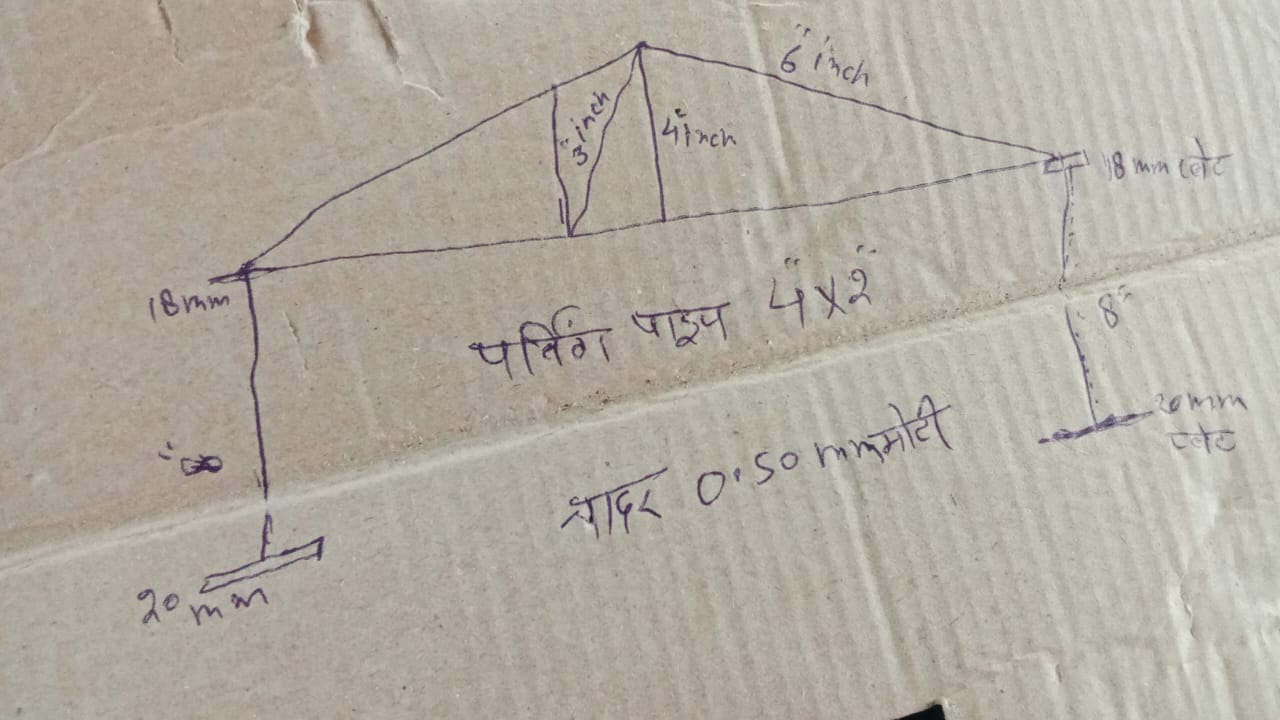 6" inch
3" inch
4" inch
18 mm प्लेट
18mm
पर्लिंग पाइप 4"x2"
8"
20mm
प्लेट
चादर 0.50 mm मोटी
20 mm